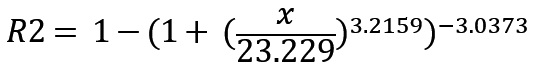 R2 = 1 − (1 + (x/23.229)^3.2159)^−3.0373